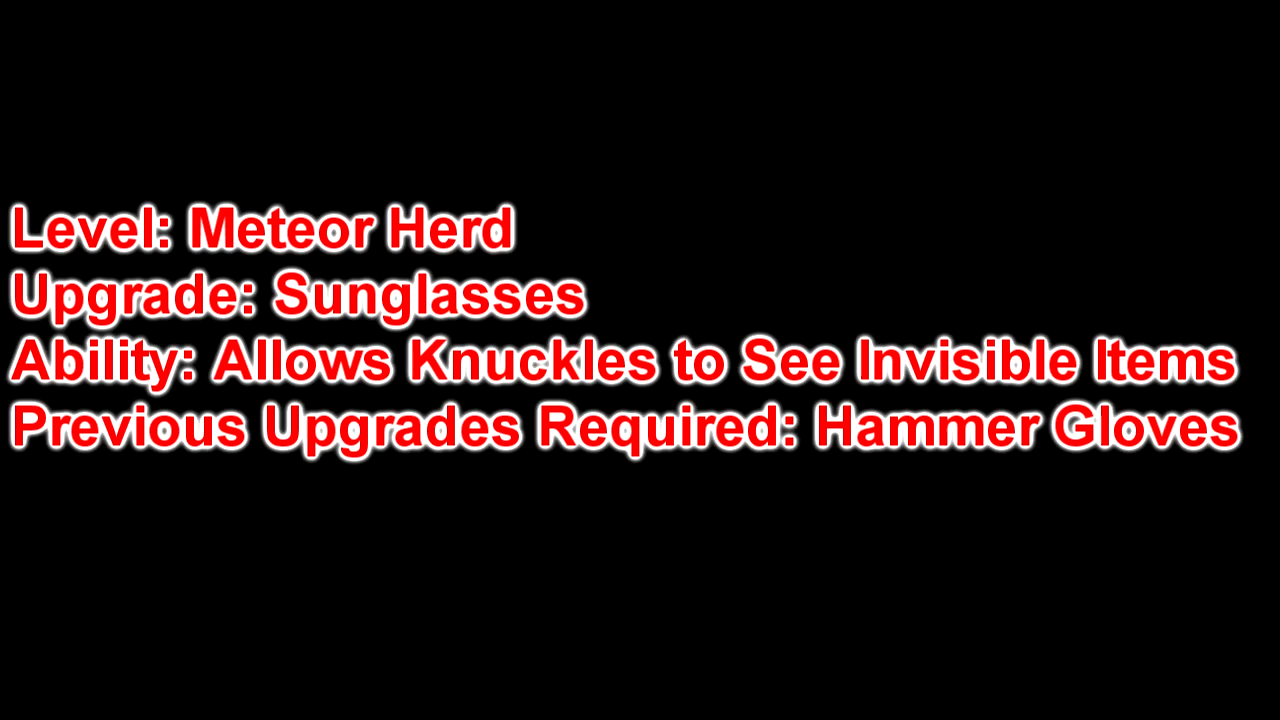 Level: Meteor Herd
Upgrade: Sunglasses
Ability: Allows Knuckles to See Invisible Items
Previous Upgrades Required: Hammer Gloves